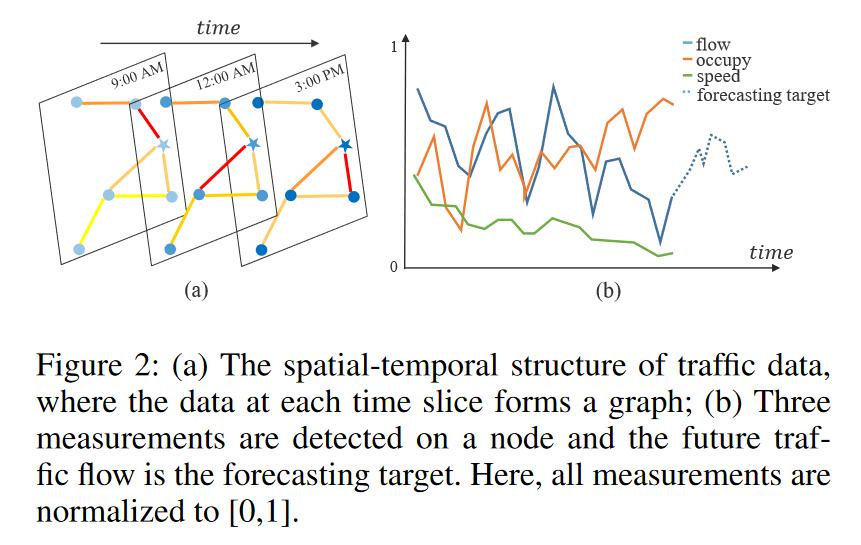 time
9:00 AM
12:00 AM
3:00 PM
(a)
1
flow
occupy
speed
forecasting target
0
time
(b)
Figure 2: (a) The spatial-temporal structure of traffic data,
where the data at each time slice forms a graph; (b) Three
measurements are detected on a node and the future traf-
fic flow is the forecasting target. Here, all measurements are
normalized to [0,1].